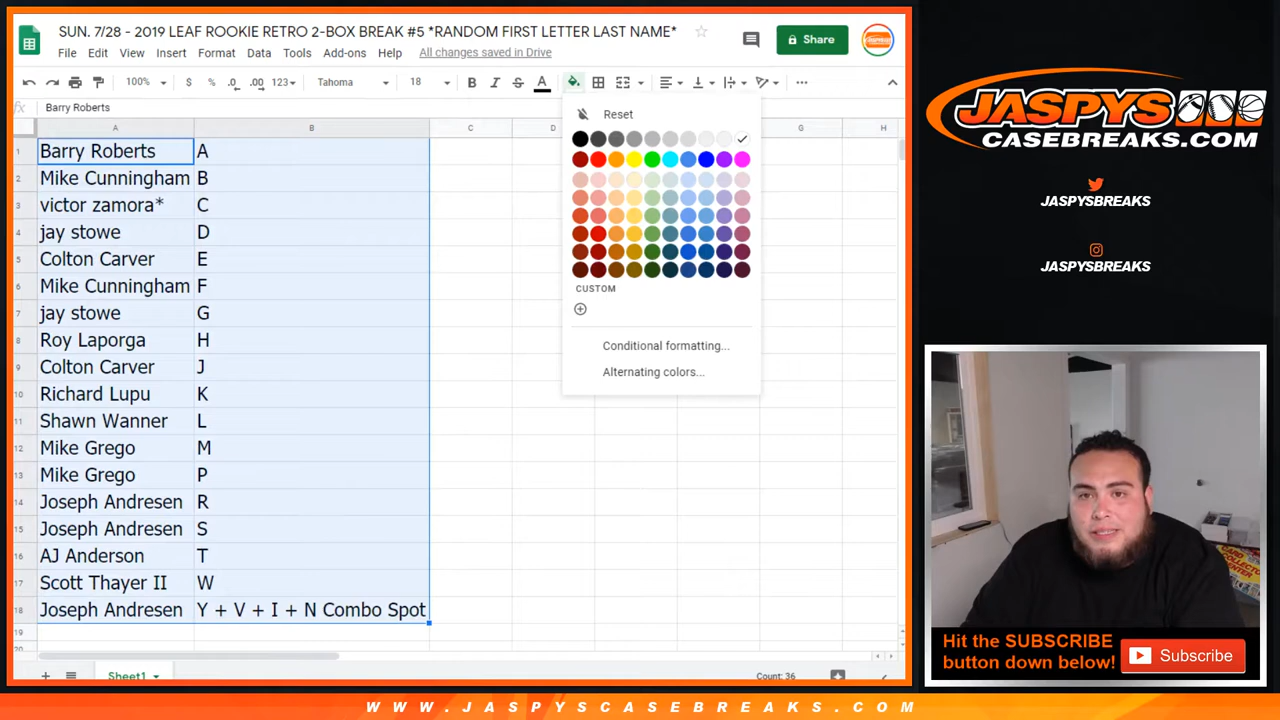 SUN. 7/28 - 2019 LEAF ROOKIE RETRO 2-BOX BREAK #5 *RANDOM FIRST LETTER LAST NAME*
File Edit View Insert Format Data Tools Add-ons Help All changes saved in Drive
Share
100% $ % .0 .00 123 Tahoma 18 B I S A
fx Barry Roberts
A B C D G H
1 Barry Roberts A
2 Mike Cunningham B
3 victor zamora* C
4 jay stowe D
5 Colton Carver E
6 Mike Cunningham F
7 jay stowe G
8 Roy Laporga H
9 Colton Carver J
10 Richard Lupu K
11 Shawn Wanner L
12 Mike Grego M
13 Mike Grego P
14 Joseph Andresen R
15 Joseph Andresen S
16 AJ Anderson T
17 Scott Thayer II W
18 Joseph Andresen Y + V + I + N Combo Spot
19
20
Reset
CUSTOM
Conditional formatting...
Alternating colors...
Sheet1
Count: 36
JASPYS
CASEBREAKS.COM
JASPYSBREAKS
JASPYSBREAKS
CARD
COLLECTOR
CENTER
Hit the SUBSCRIBE
button down below!
Subscribe
WWW.JASPYSCASEBREAKS.COM